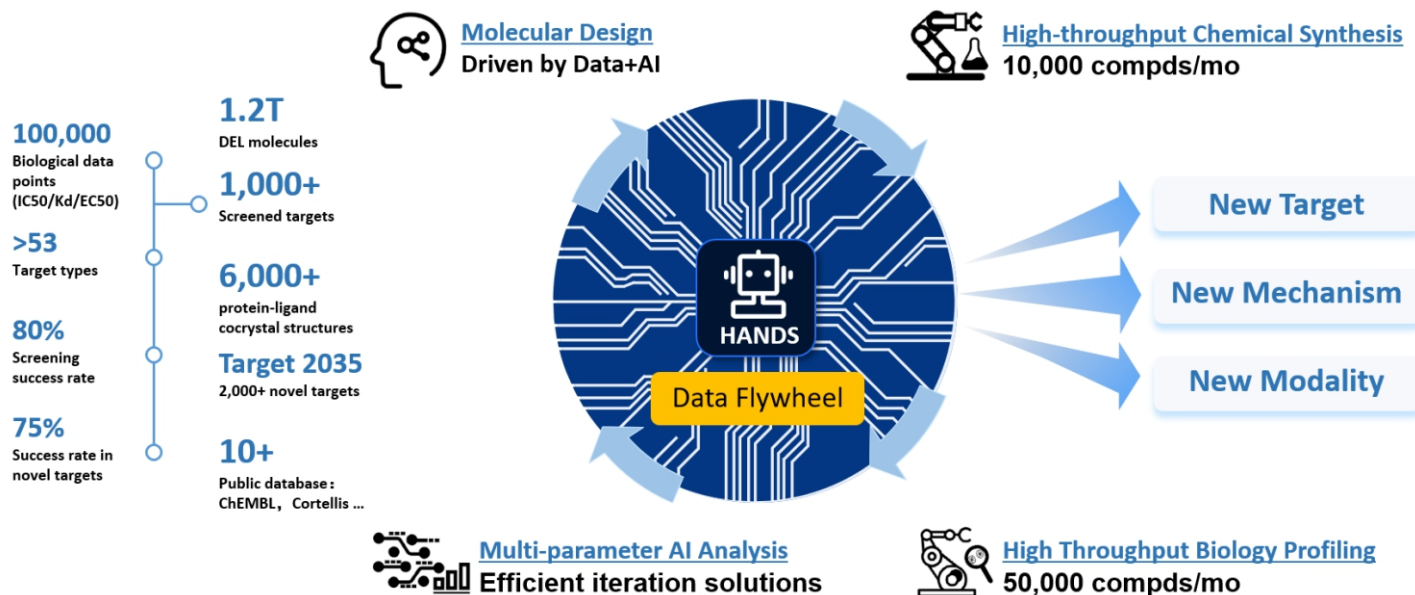 Molecular Design
Driven by Data+AI
High-throughput Chemical Synthesis
10,000 compds/mo
100,000
Biological data
points
(IC50/Kd/EC50)
>53
Target types
80%
Screening
success rate
75%
Success rate in
novel targets
1.2T
DEL molecules
1,000+
Screened targets
6,000+
protein-ligand
cocrystal structures
Target 2035
2,000+ novel targets
10+
Public database：
ChEMBL， Cortellis ...
HANDS
Data Flywheel
New Target
New Mechanism
New Modality
Multi-parameter AI Analysis
Efficient iteration solutions
High Throughput Biology Profiling
50,000 compds/mo